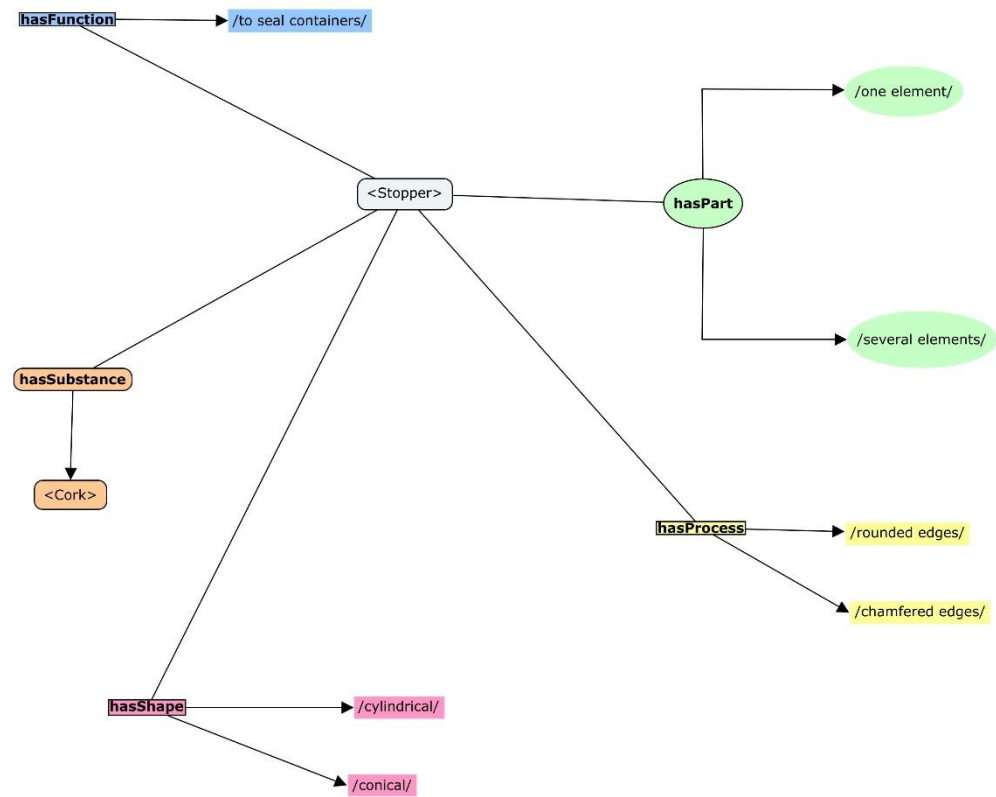 hasFunction
/to seal containers/
/one element/
<Stopper>
hasPart
/several elements/
hasSubstance
<Cork>
hasProcess
/rounded edges/
/chamfered edges/
hasShape
/cylindrical/
/conical/